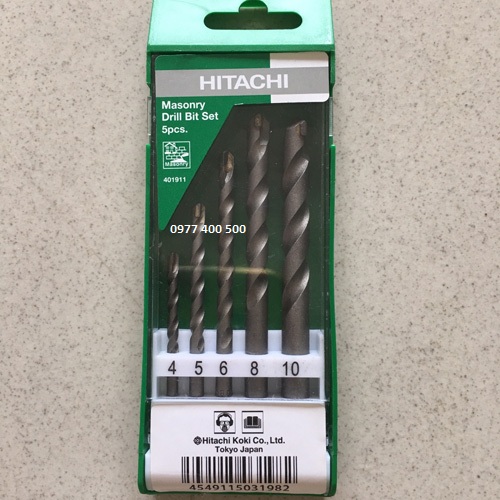 HITACHI
Masonry
Drill Bit Set
5pcs.
Masonry
401911
0977 400 500
4 5 6 8 10
Hitachi Koki Co., Ltd.
Tokyo Japan
4549115031982